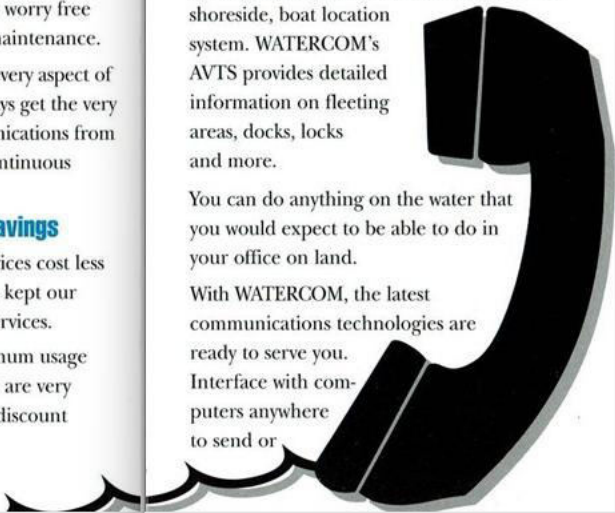 worry free
aintenance.
very aspect of
ys get the very
nications from
ntinuous
avings
ices cost less
kept our
rvices.
num usage
are very
discount
shoreside, boat location
system. WATERCOM's
AVTS provides detailed
information on fleeting
areas, docks, locks
and more.
You can do anything on the water that
you would expect to be able to do in
your office on land.
With WATERCOM, the latest
communications technologies are
ready to serve you.
Interface with com-
puters anywhere
to send or